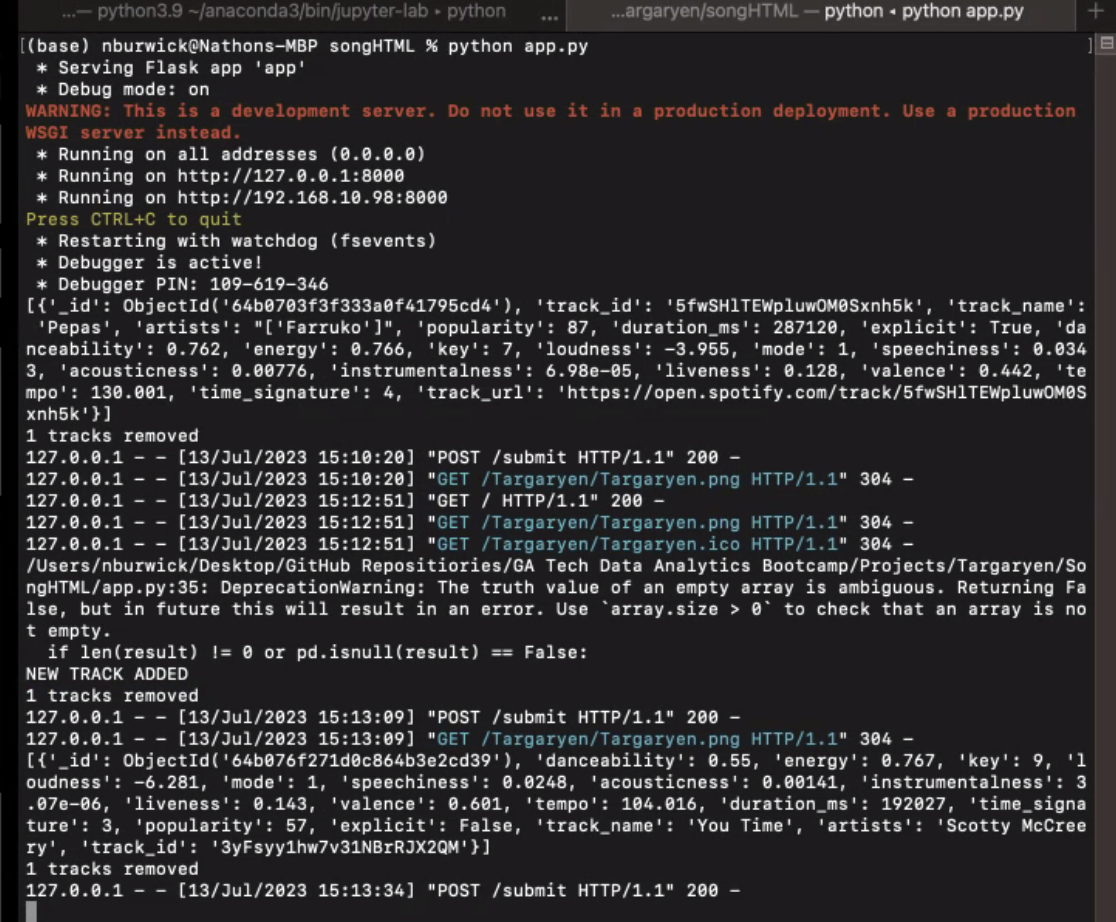 ...— python3.9 ~/anaconda3/bin/jupyter-lab ▸ python ... ...argaryen/songHTML — python ◂ python app.py +
[(base) nburwick@Nathons-MBP songHTML % python app.py ]
 * Serving Flask app 'app'
 * Debug mode: on
WARNING: This is a development server. Do not use it in a production deployment. Use a production
WSGI server instead.
 * Running on all addresses (0.0.0.0)
 * Running on http://127.0.0.1:8000
 * Running on http://192.168.10.98:8000
Press CTRL+C to quit
 * Restarting with watchdog (fsevents)
 * Debugger is active!
 * Debugger PIN: 109-619-346
[{'_id': ObjectId('64b0703f3f333a0f41795cd4'), 'track_id': '5fwSHlTEWpluwOM0Sxnh5k', 'track_name':
 'Pepas', 'artists': "['Farruko']", 'popularity': 87, 'duration_ms': 287120, 'explicit': True, 'da
nceability': 0.762, 'energy': 0.766, 'key': 7, 'loudness': -3.955, 'mode': 1, 'speechiness': 0.034
3, 'acousticness': 0.00776, 'instrumentalness': 6.98e-05, 'liveness': 0.128, 'valence': 0.442, 'te
mpo': 130.001, 'time_signature': 4, 'track_url': 'https://open.spotify.com/track/5fwSHlTEWpluwOM0S
xnh5k'}]
1 tracks removed
127.0.0.1 - - [13/Jul/2023 15:10:20] "POST /submit HTTP/1.1" 200 -
127.0.0.1 - - [13/Jul/2023 15:10:20] "GET /Targaryen/Targaryen.png HTTP/1.1" 304 -
127.0.0.1 - - [13/Jul/2023 15:12:51] "GET / HTTP/1.1" 200 -
127.0.0.1 - - [13/Jul/2023 15:12:51] "GET /Targaryen/Targaryen.png HTTP/1.1" 304 -
127.0.0.1 - - [13/Jul/2023 15:12:51] "GET /Targaryen/Targaryen.ico HTTP/1.1" 304 -
/Users/nburwick/Desktop/GitHub Repositiories/GA Tech Data Analytics Bootcamp/Projects/Targaryen/So
ngHTML/app.py:35: DeprecationWarning: The truth value of an empty array is ambiguous. Returning Fa
lse, but in future this will result in an error. Use `array.size > 0` to check that an array is no
t empty.
  if len(result) != 0 or pd.isnull(result) == False:
NEW TRACK ADDED
1 tracks removed
127.0.0.1 - - [13/Jul/2023 15:13:09] "POST /submit HTTP/1.1" 200 -
127.0.0.1 - - [13/Jul/2023 15:13:09] "GET /Targaryen/Targaryen.png HTTP/1.1" 304 -
[{'_id': ObjectId('64b076f271d0c864b3e2cd39'), 'danceability': 0.55, 'energy': 0.767, 'key': 9, 'l
oudness': -6.281, 'mode': 1, 'speechiness': 0.0248, 'acousticness': 0.00141, 'instrumentalness': 3
.07e-06, 'liveness': 0.143, 'valence': 0.601, 'tempo': 104.016, 'duration_ms': 192027, 'time_signa
ture': 3, 'popularity': 57, 'explicit': False, 'track_name': 'You Time', 'artists': 'Scotty McCree
ry', 'track_id': '3yFsyy1hw7v31NBrRJX2QM'}]
1 tracks removed
127.0.0.1 - - [13/Jul/2023 15:13:34] "POST /submit HTTP/1.1" 200 -